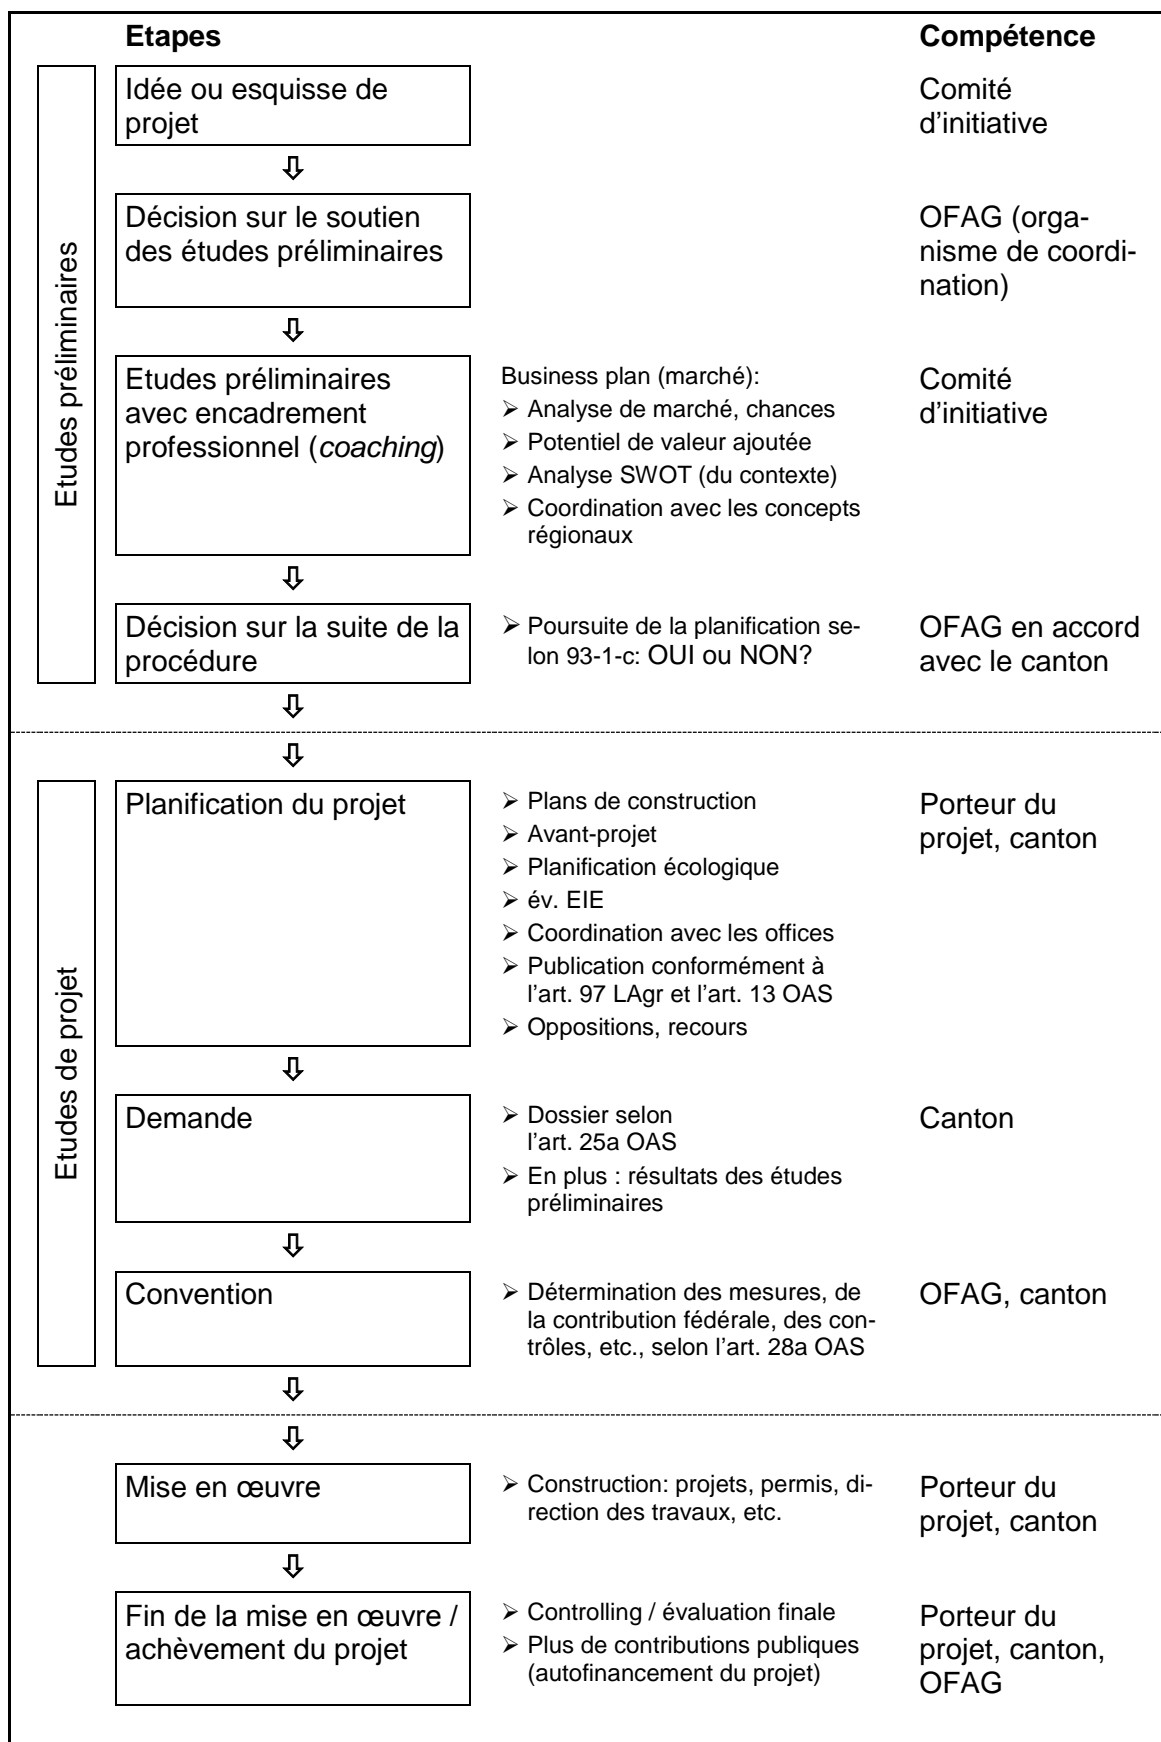 Etapes
Compétence
Etudes préliminaires
Idée ou esquisse de
projet
Comité
d’initiative
Décision sur le soutien
des études préliminaires
OFAG (orga-
nisme de coordi-
nation)
Etudes préliminaires
avec encadrement
professionnel (coaching)
Business plan (marché):
➢ Analyse de marché, chances
➢ Potentiel de valeur ajoutée
➢ Analyse SWOT (du contexte)
➢ Coordination avec les concepts
régionaux
Comité
d’initiative
Décision sur la suite de la
procédure
➢ Poursuite de la planification se-
lon 93-1-c: OUI ou NON?
OFAG en accord
avec le canton
Etudes de projet
Planification du projet
➢ Plans de construction
➢ Avant-projet
➢ Planification écologique
➢ év. EIE
➢ Coordination avec les offices
➢ Publication conformément à
l’art. 97 LAgr et l’art. 13 OAS
➢ Oppositions, recours
Porteur du
projet, canton
Demande
➢ Dossier selon
l’art. 25a OAS
➢ En plus : résultats des études
préliminaires
Canton
Convention
➢ Détermination des mesures, de
la contribution fédérale, des con-
trôles, etc., selon l’art. 28a OAS
OFAG, canton
Mise en œuvre
➢ Construction: projets, permis, di-
rection des travaux, etc.
Porteur du
projet, canton
Fin de la mise en œuvre /
achèvement du projet
➢ Controlling / évaluation finale
➢ Plus de contributions publiques
(autofinancement du projet)
Porteur du
projet, canton,
OFAG